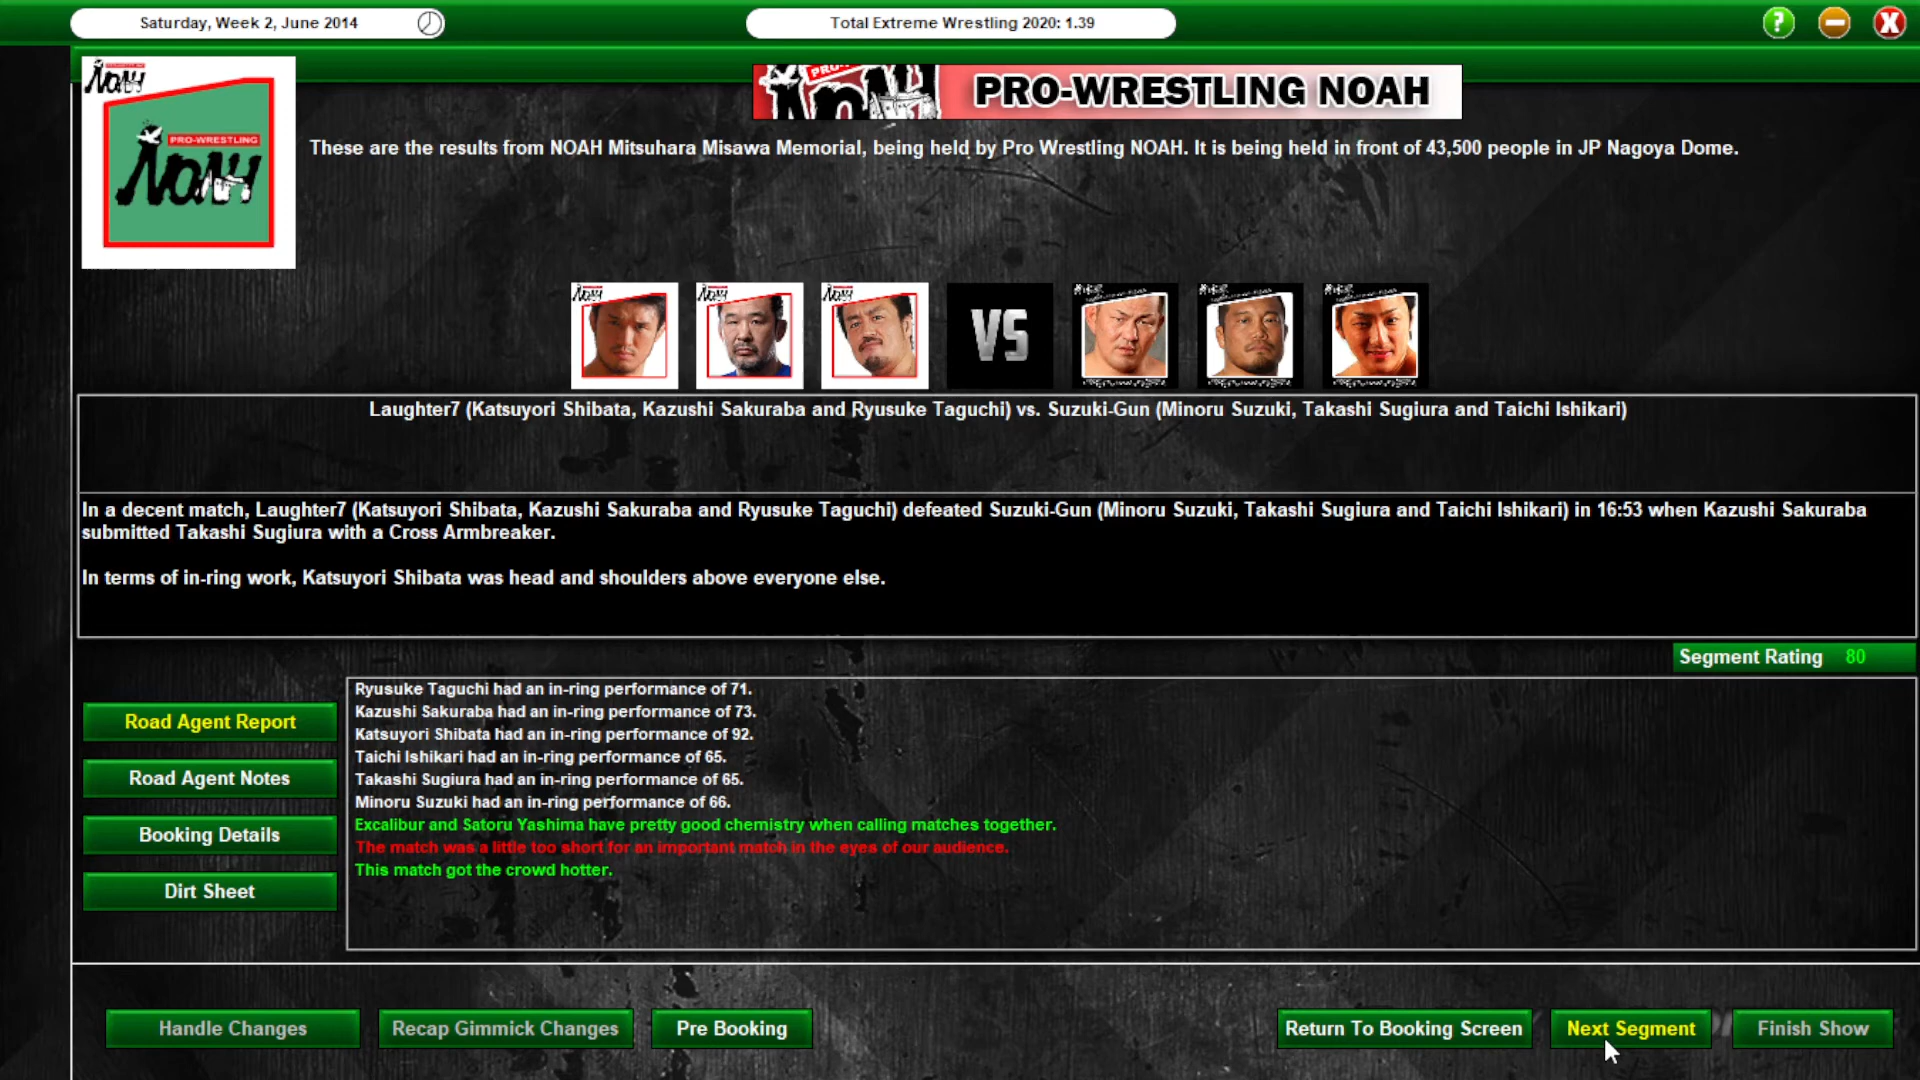 Saturday, Week 2, June 2014
Total Extreme Wrestling 2020: 1.39
NOAH
PRO-WRESTLING
NOAH
PRO-WRESTLING NOAH
These are the results from NOAH Mitsuhara Misawa Memorial, being held by Pro Wrestling NOAH. It is being held in front of 43,500 people in JP Nagoya Dome.
NOAH NOAH NOAH
VS
Laughter7 (Katsuyori Shibata, Kazushi Sakuraba and Ryusuke Taguchi) vs. Suzuki-Gun (Minoru Suzuki, Takashi Sugiura and Taichi Ishikari)
In a decent match, Laughter7 (Katsuyori Shibata, Kazushi Sakuraba and Ryusuke Taguchi) defeated Suzuki-Gun (Minoru Suzuki, Takashi Sugiura and Taichi Ishikari) in 16:53 when Kazushi Sakuraba
submitted Takashi Sugiura with a Cross Armbreaker.
In terms of in-ring work, Katsuyori Shibata was head and shoulders above everyone else.
Segment Rating 80
Road Agent Report
Road Agent Notes
Booking Details
Dirt Sheet
Ryusuke Taguchi had an in-ring performance of 71.
Kazushi Sakuraba had an in-ring performance of 73.
Katsuyori Shibata had an in-ring performance of 92.
Taichi Ishikari had an in-ring performance of 65.
Takashi Sugiura had an in-ring performance of 65.
Minoru Suzuki had an in-ring performance of 66.
Excalibur and Satoru Yashima have pretty good chemistry when calling matches together.
The match was a little too short for an important match in the eyes of our audience.
This match got the crowd hotter.
Handle Changes
Recap Gimmick Changes
Pre Booking
Return To Booking Screen
Next Segment
Finish Show